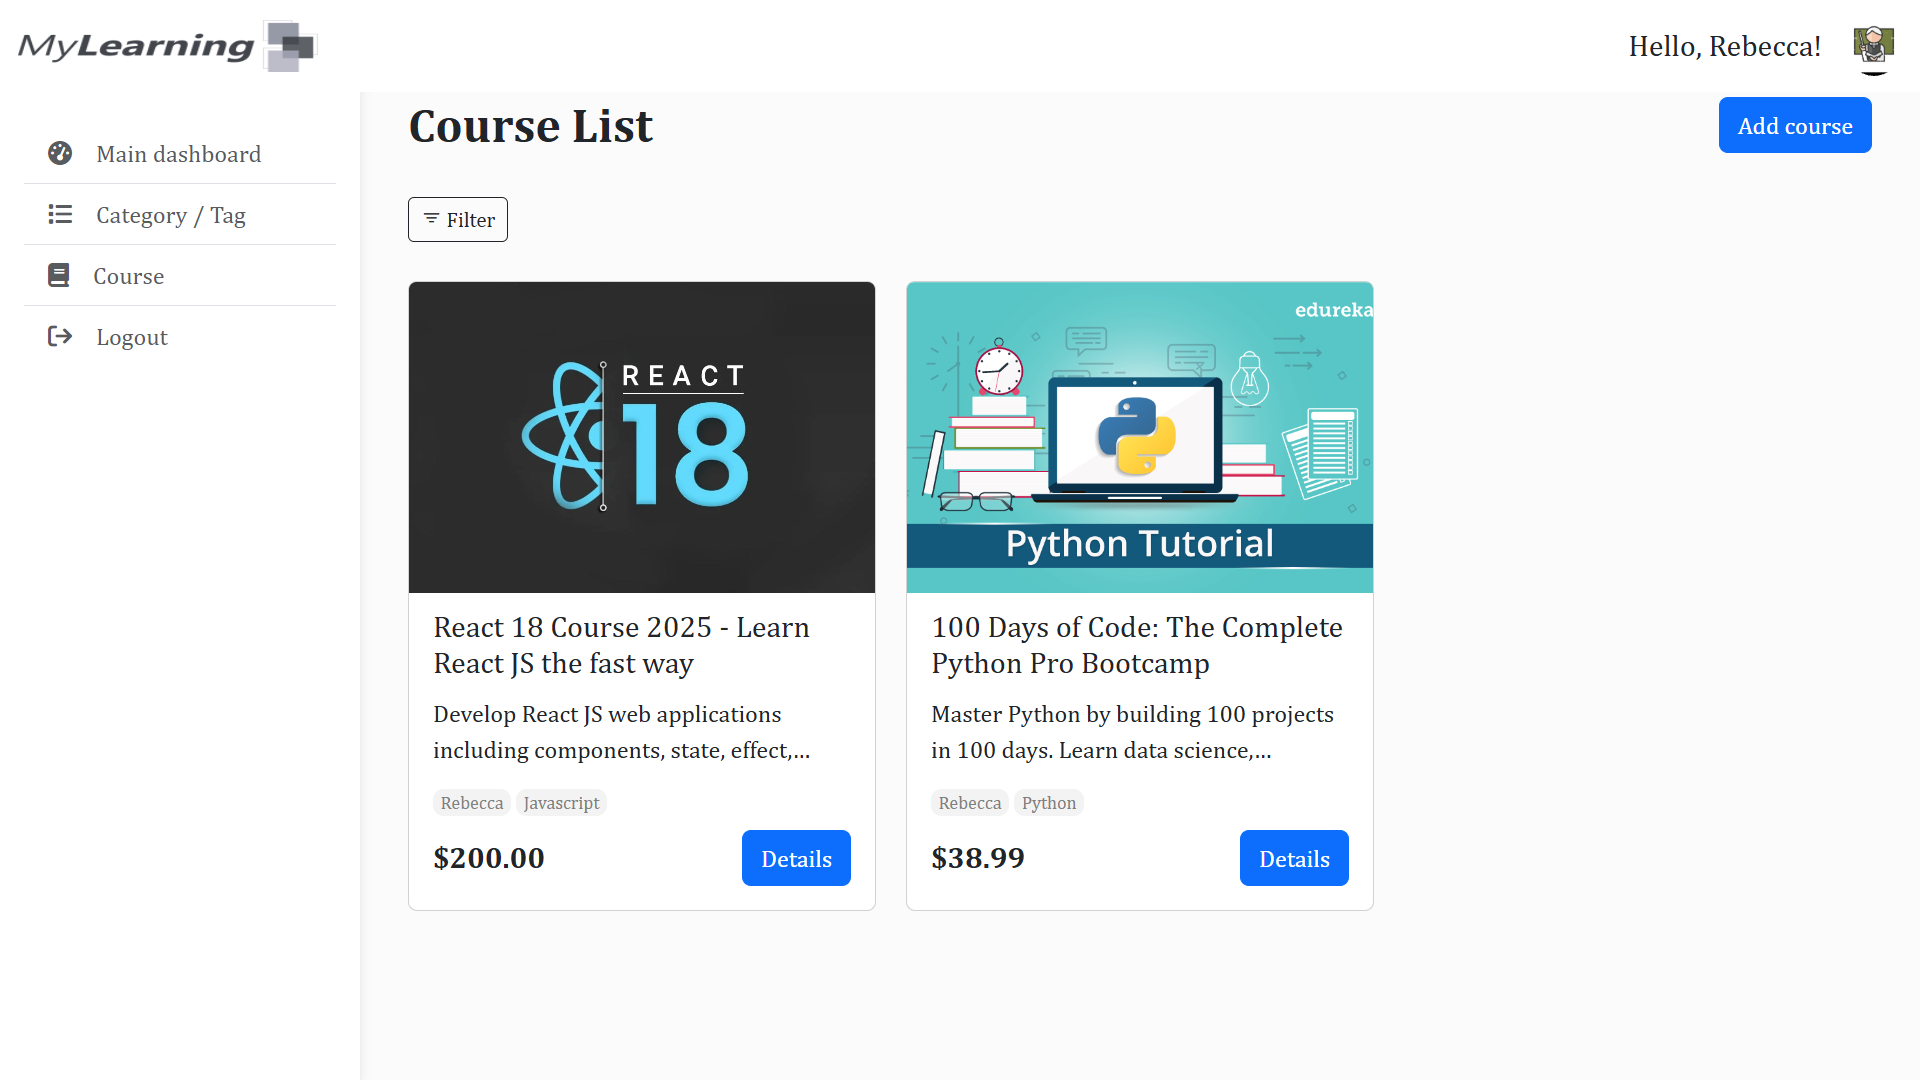 MyLearning
Hello, Rebecca!
Main dashboard
Category / Tag
Course
Logout
Course List
Add course
Filter
REACT
18
React 18 Course 2025 - Learn
React JS the fast way
Develop React JS web applications
including components, state, effect,...
Rebecca Javascript
$200.00
Details
edureka
Python Tutorial
100 Days of Code: The Complete
Python Pro Bootcamp
Master Python by building 100 projects
in 100 days. Learn data science,...
Rebecca Python
$38.99
Details